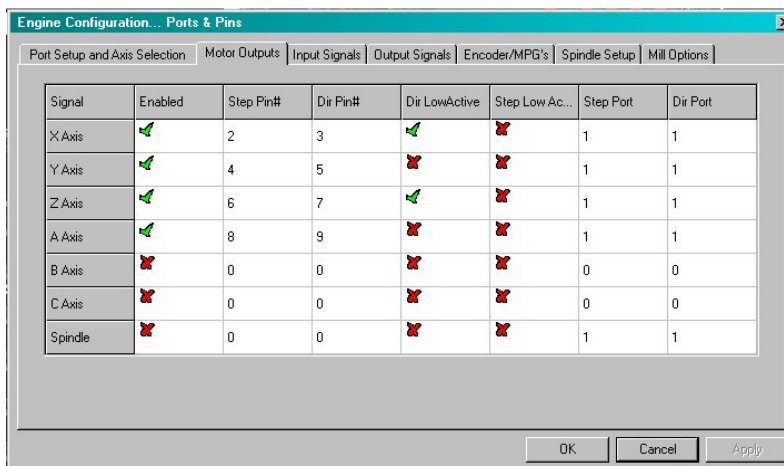 Engine Configuration... Ports & Pins
Port Setup and Axis Selection Motor Outputs Input Signals Output Signals Encoder/MPG's Spindle Setup Mill Options
Signal Enabled Step Pin# Dir Pin# Dir LowActive Step Low Ac... Step Port Dir Port
X Axis 2 3 1 1
Y Axis 4 5 1 1
Z Axis 6 7 1 1
A Axis 8 9 1 1
B Axis 0 0 0 0
C Axis 0 0 0 0
Spindle 0 0 1 1
OK Cancel Apply